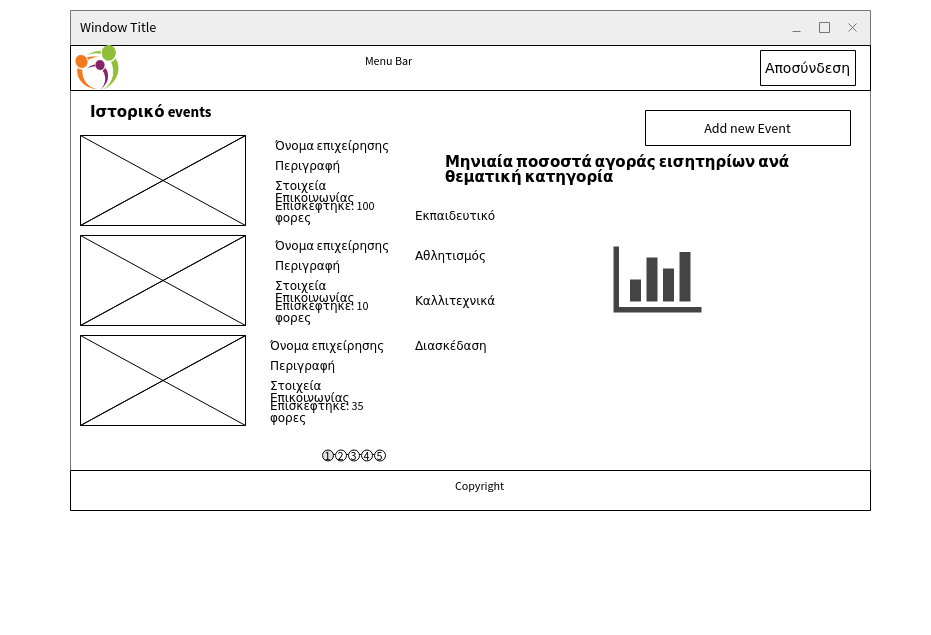 Window Title
Menu Bar
Αποσύνδεση
Ιστορικό events
Add new Event
Όνομα επιχείρησης
Περιγραφή
Στοιχεία
Επικοινωνίας
Επισκέφτηκε: 100
φορες
Όνομα επιχείρησης
Περιγραφή
Στοιχεία
Επικοινωνίας
Επισκέφτηκε: 10
φορες
Όνομα επιχείρησης
Περιγραφή
Στοιχεία
Επικοινωνίας
Επισκέφτηκε: 35
φορες
Μηνιαία ποσοστά αγοράς εισητηρίων ανά
θεματική κατηγορία
Εκπαιδευτικό
Αθλητισμός
Καλλιτεχνικά
Διασκέδαση
①②③④⑤
Copyright